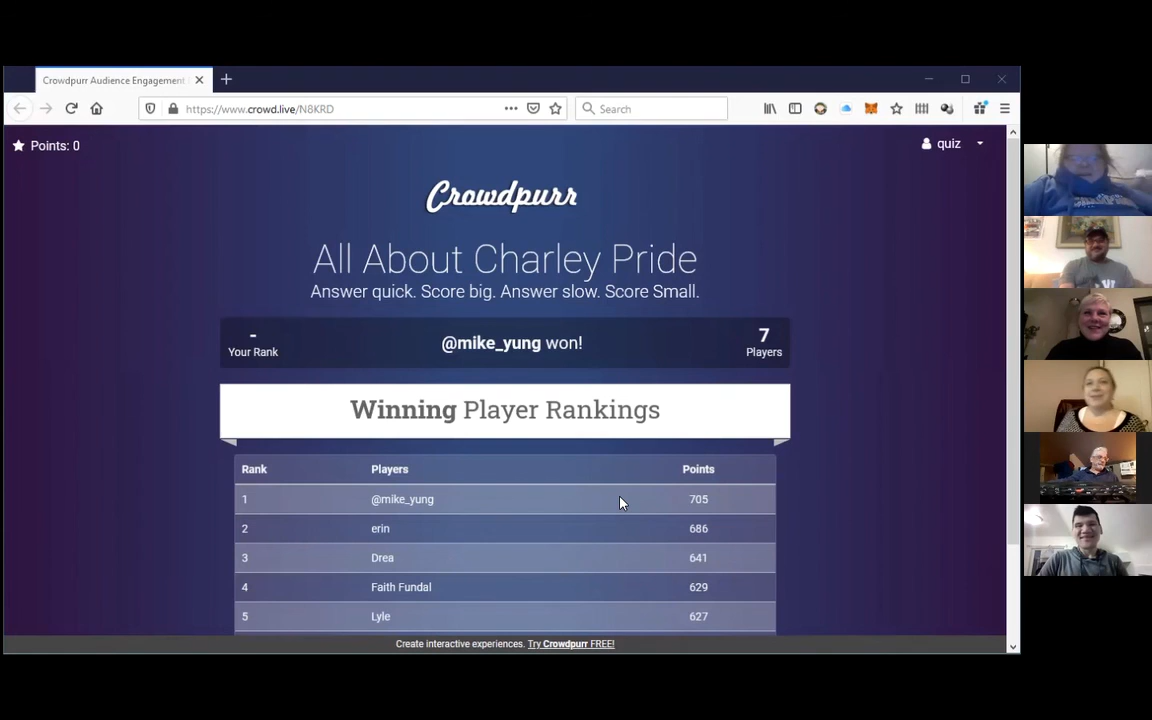 Crowdpurr Audience Engagement
https://www.crowd.live/N8KRD
Search
Points: 0
quiz
Crowdpurr
All About Charley Pride
Answer quick. Score big. Answer slow. Score Small.
- @mike_yung won! 7
Your Rank Players
Winning Player Rankings
Rank Players Points
1 @mike_yung 705
2 erin 686
3 Drea 641
4 Faith Fundal 629
5 Lyle 627
Create interactive experiences. Try Crowdpurr FREE!